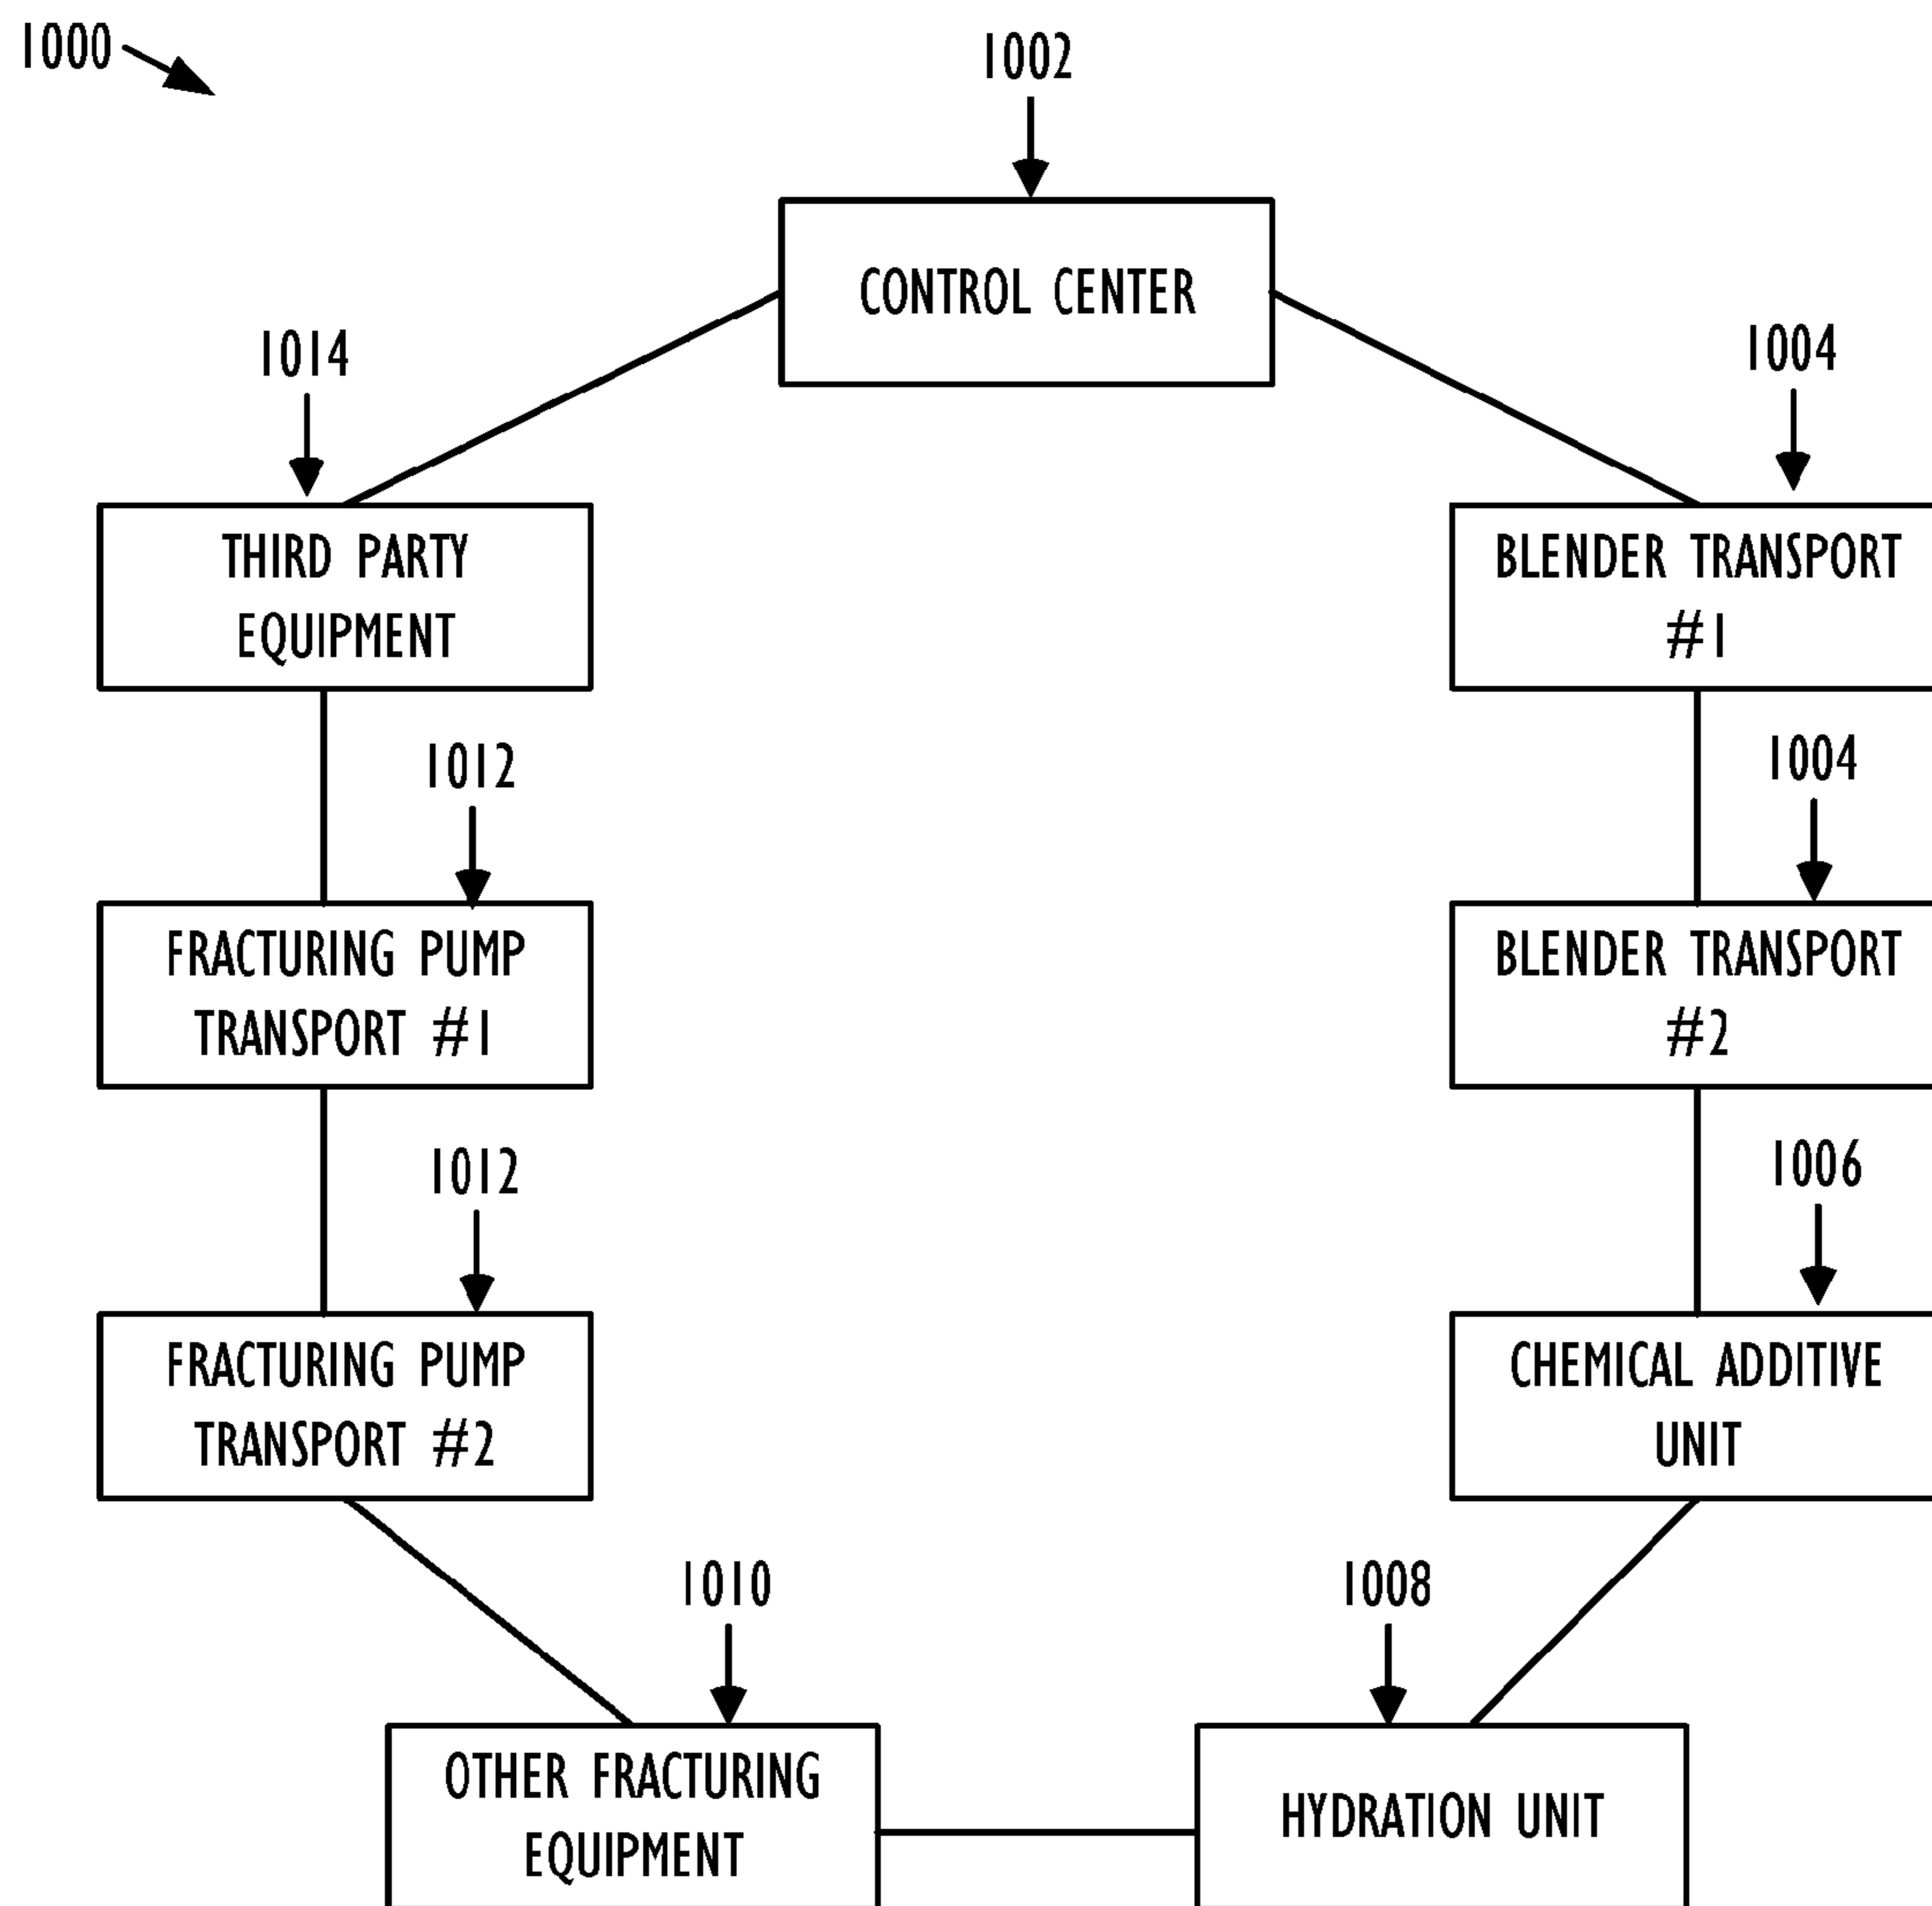 1000
1002
CONTROL CENTER
1014
1004
THIRD PARTY
EQUIPMENT
BLENDER TRANSPORT
#1
1012
1004
FRACTURING PUMP
TRANSPORT #1
BLENDER TRANSPORT
#2
1012
1006
FRACTURING PUMP
TRANSPORT #2
CHEMICAL ADDITIVE
UNIT
1010
1008
OTHER FRACTURING
EQUIPMENT
HYDRATION UNIT